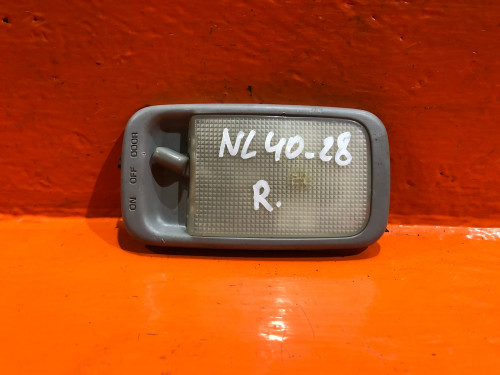 ON OFF DOOR
NL 40-28
R.